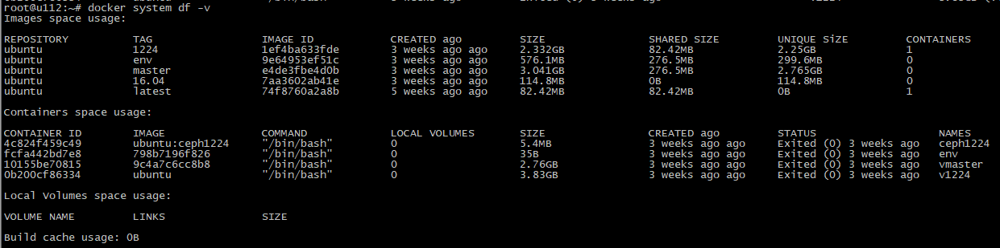 root@u112:~# docker system df -v
Images space usage:
REPOSITORY TAG IMAGE ID CREATED ago SIZE SHARED SIZE UNIQUE SiZE CONTAINERS
ubuntu 1224 1ef4ba633fde 3 weeks ago ago 2.332GB 82.42MB 2.25GB 1
ubuntu env 9e64953ef51c 3 weeks ago ago 576.1MB 276.5MB 299.6MB 0
ubuntu master e4de3fbe4d0b 3 weeks ago ago 3.041GB 276.5MB 2.765GB 0
ubuntu 16.04 7aa3602ab41e 3 weeks ago ago 114.8MB 0B 114.8MB 0
ubuntu latest 74f8760a2a8b 5 weeks ago ago 82.42MB 82.42MB 0B 1
Containers space usage:
CONTAINER ID IMAGE COMMAND LOCAL VOLUMES SIZE CREATED ago STATUS NAMES
4c824f459c49 ubuntu:ceph1224 "/bin/bash" 0 5.4MB 3 weeks ago ago Exited (0) 3 weeks ago ceph1224
fcfa442bd7e8 798b7196f826 "/bin/bash" 0 35B 3 weeks ago ago Exited (0) 3 weeks ago env
10155be70815 9c4a7c6cc8b8 "/bin/bash" 0 2.76GB 3 weeks ago ago Exited (0) 3 weeks ago vmaster
0b200cf86334 ubuntu "/bin/bash" 0 3.83GB 3 weeks ago ago Exited (0) 3 weeks ago v1224
Local Volumes space usage:
VOLUME NAME LINKS SIZE
Build cache usage: 0B